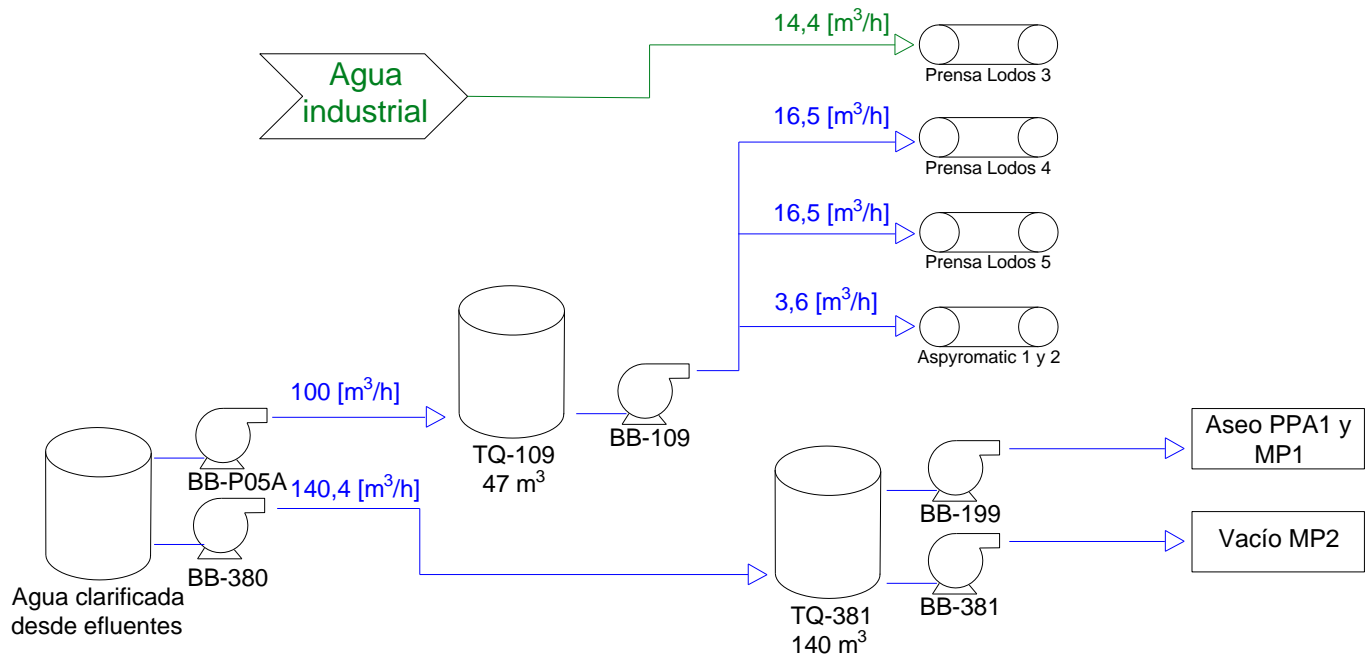 14,4 [m³/h]
Agua
industrial
Prensa Lodos 3
16,5 [m³/h]
Prensa Lodos 4
16,5 [m³/h]
Prensa Lodos 5
3,6 [m³/h]
Aspyromatic 1 y 2
100 [m³/h]
BB-109
TQ-109
47 m³
BB-P05A
140,4 [m³/h]
BB-380
Agua clarificada
desde efluentes
Aseo PPA1 y
MP1
BB-199
Vacío MP2
BB-381
TQ-381
140 m³